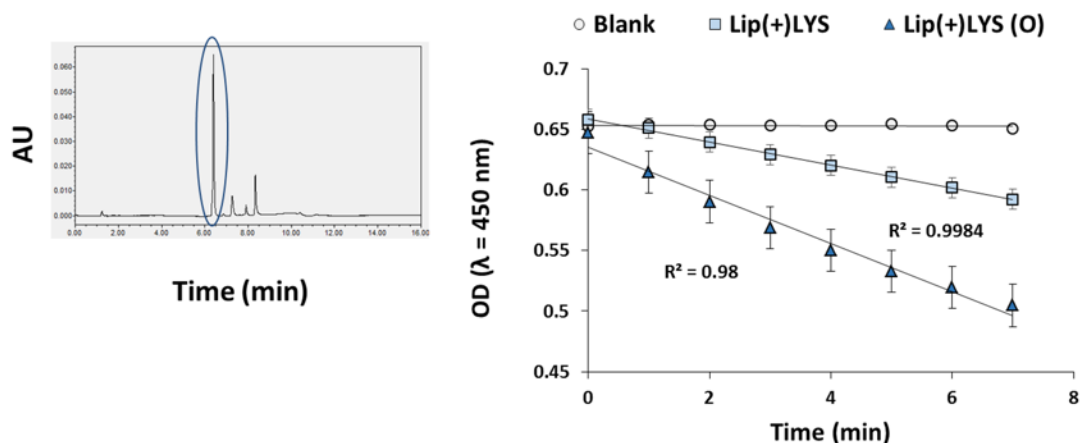 AU
0.060
0.050
0.040
0.030
0.020
0.010
0.000
0.00 2.00 4.00 6.00 8.00 10.00 12.00 14.00 16.00
Time (min)
Blank Lip(+)LYS Lip(+)LYS (O)
OD (λ = 450 nm)
0.7
0.65
0.6
0.55
0.5
0.45
R² = 0.9984
R² = 0.98
0 2 4 6 8
Time (min)